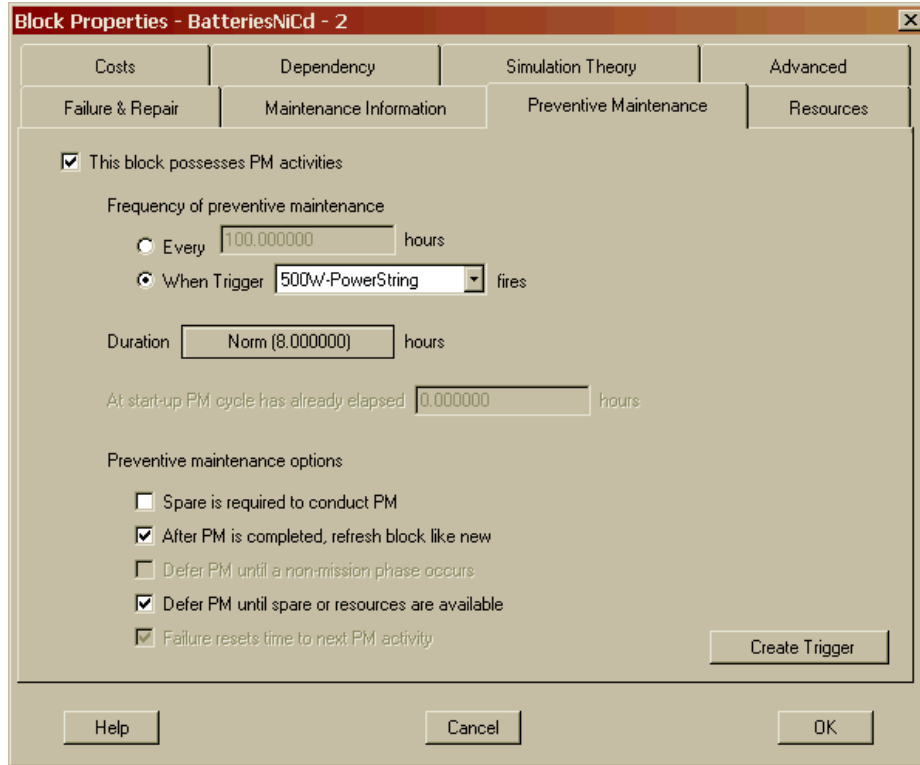 Block Properties - BatteriesNiCd - 2
Costs Dependency Simulation Theory Advanced
Failure & Repair Maintenance Information Preventive Maintenance Resources
This block possesses PM activities
Frequency of preventive maintenance
Every 100.000000 hours
When Trigger 500W-PowerString fires
Duration Norm (8.000000) hours
At start-up PM cycle has already elapsed 0.000000 hours
Preventive maintenance options
Spare is required to conduct PM
After PM is completed, refresh block like new
Defer PM until a non-mission phase occurs
Defer PM until spare or resources are available
Failure resets time to next PM activity
Create Trigger
Help Cancel OK